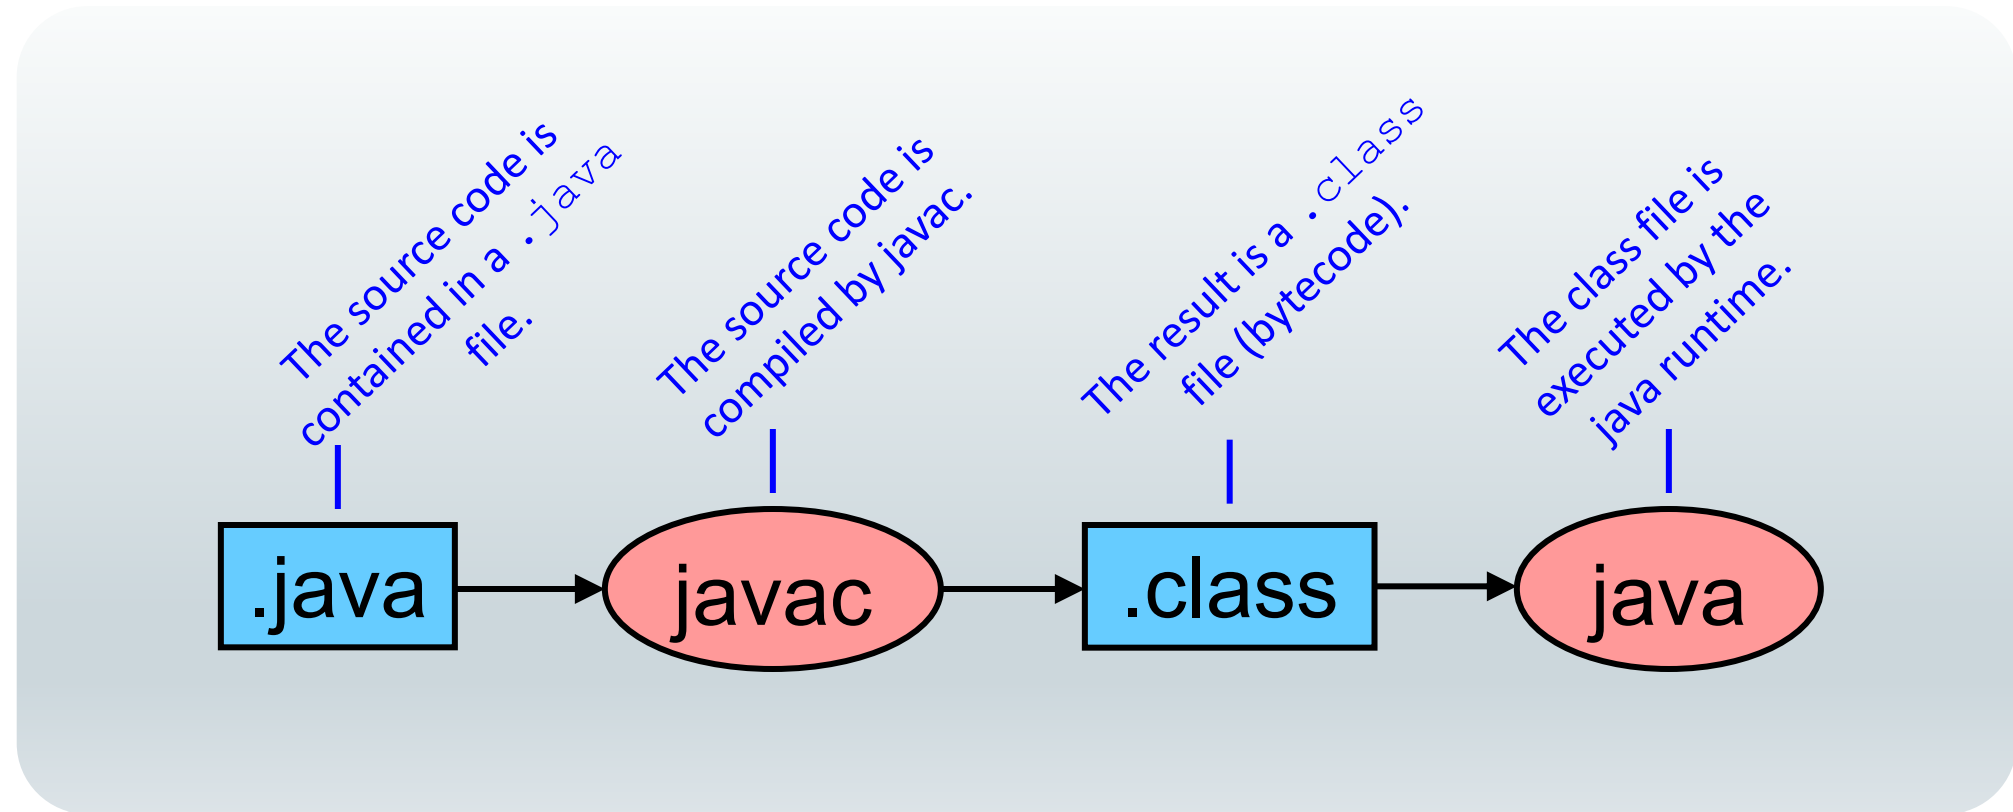 The source code is
contained in a .java
file.
The source code is
compiled by javac.
The result is a .class
file (bytecode).
The class file is
executed by the
java runtime.
.java
javac
.class
java